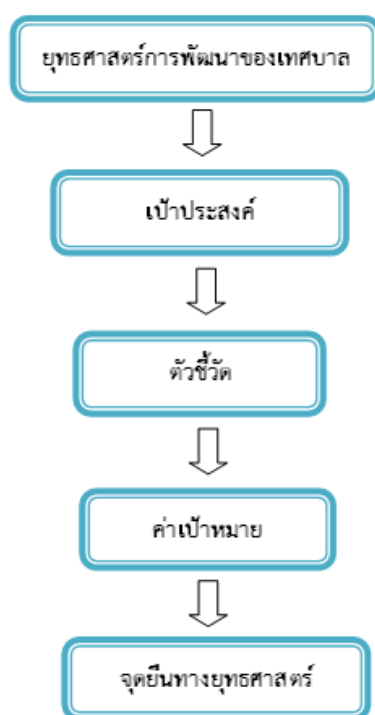 ยุทธศาสตร์การพัฒนาของเทศบาล
เป้าประสงค์
ตัวชี้วัด
ค่าเป้าหมาย
จุดยืนทางยุทธศาสตร์